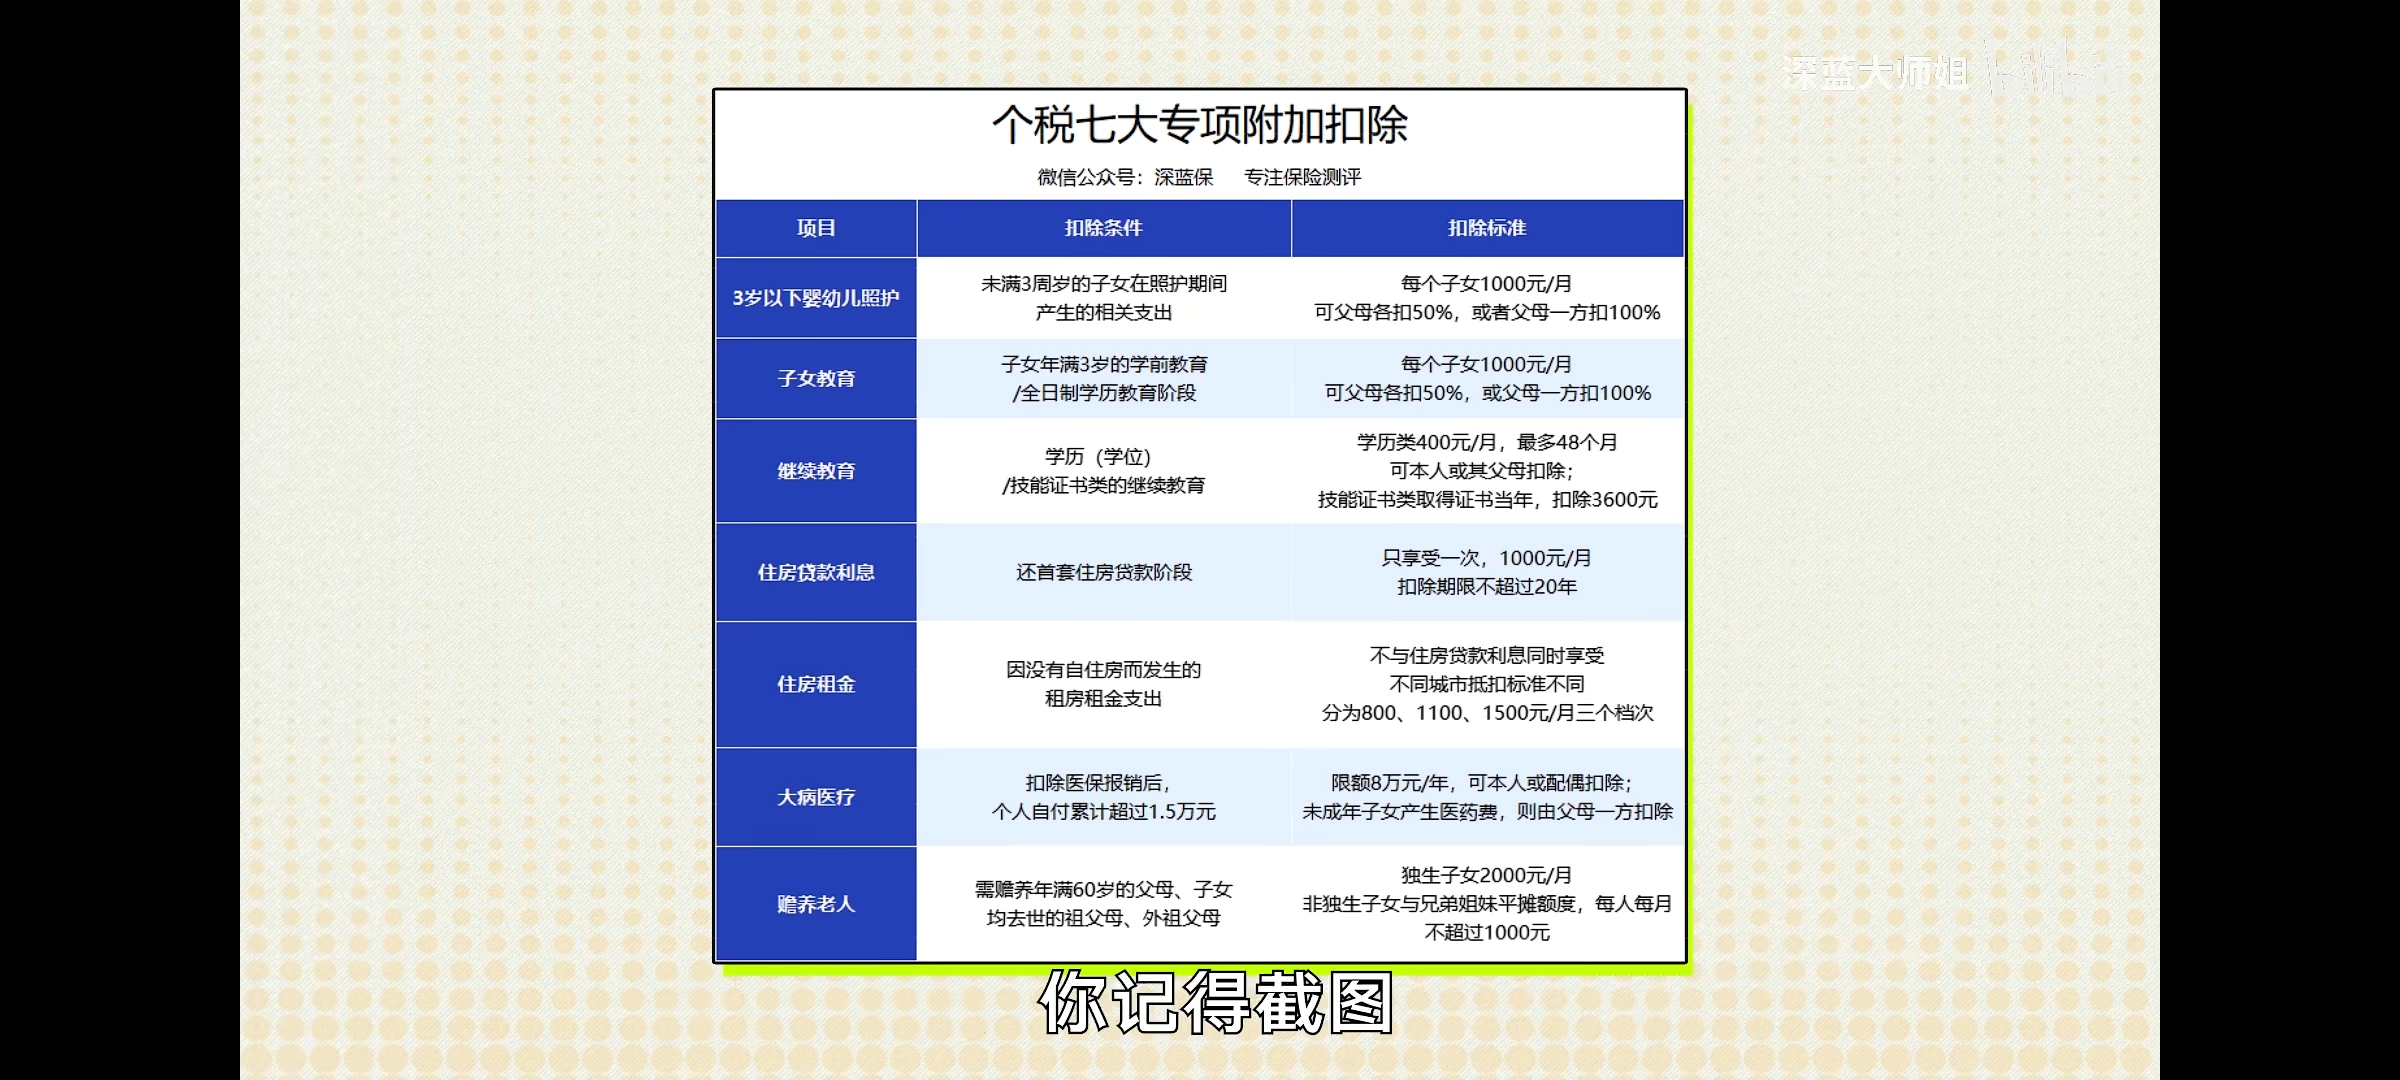 深蓝大师姐
个税七大专项附加扣除
微信公众号：深蓝保 专注保险测评
项目 扣除条件 扣除标准
3岁以下婴幼儿照护
未满3周岁的子女在照护期间
产生的相关支出
每个子女1000元/月
可父母各扣50%，或者父母一方扣100%
子女教育
子女年满3岁的学前教育
/全日制学历教育阶段
每个子女1000元/月
可父母各扣50%，或父母一方扣100%
继续教育
学历（学位）
/技能证书类的继续教育
学历类400元/月，最多48个月
可本人或其父母扣除；
技能证书类取得证书当年，扣除3600元
住房贷款利息
还首套住房贷款阶段
只享受一次，1000元/月
扣除期限不超过20年
住房租金
因没有自住房而发生的
租房租金支出
不与住房贷款利息同时享受
不同城市抵扣标准不同
分为800、1100、1500元/月三个档次
大病医疗
扣除医保报销后，
个人自付累计超过1.5万元
限额8万元/年，可本人或配偶扣除；
未成年子女产生医药费，则由父母一方扣除
赡养老人
需赡养年满60岁的父母、子女
均去世的祖父母、外祖父母
独生子女2000元/月
非独生子女与兄弟姐妹平摊额度，每人每月
不超过1000元
你记得截图